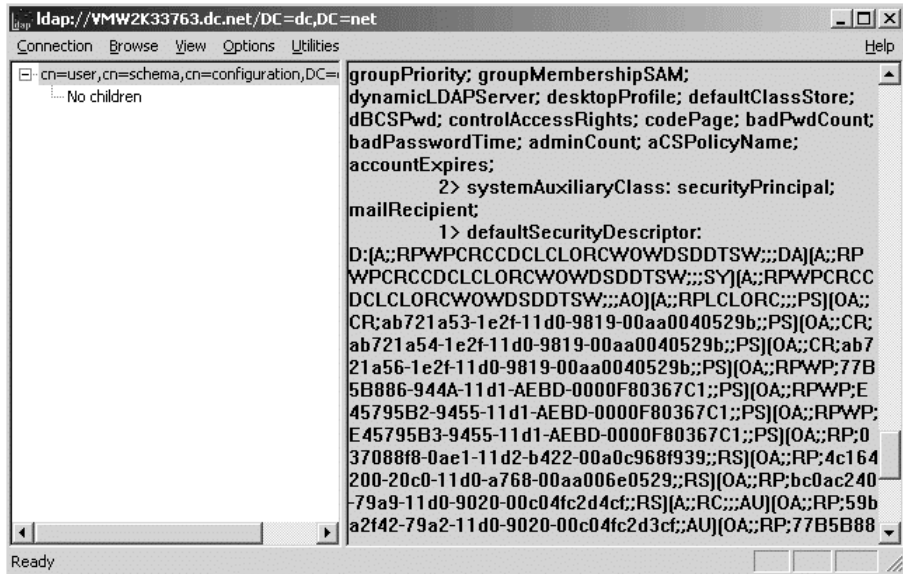 ldap://VMW2K33763.dc.net/DC=dc,DC=net
Connection Browse View Options Utilities Help
cn=user,cn=schema,cn=configuration,DC=
No children
groupPriority; groupMembershipSAM;
dynamicLDAPServer; desktopProfile; defaultClassStore;
dBCSPwd; controlAccessRights; codePage; badPwdCount;
badPasswordTime; adminCount; aCSPolicyName;
accountExpires;
2> systemAuxiliaryClass: securityPrincipal;
mailRecipient;
1> defaultSecurityDescriptor:
D:(A;;RPWPCRCCDCLCLORCWOWDSDDTSW;;;DA)(A;;RP
WPCRCCDCLCLORCWOWDSDDTSW;;;SY)(A;;RPWPCRCC
DCLCLORCWOWDSDDTSW;;;AO)(A;;RPLCLORC;;;PS)(OA;;
CR;ab721a53-1e2f-11d0-9819-00aa0040529b;;PS)(OA;;CR;
ab721a54-1e2f-11d0-9819-00aa0040529b;;PS)(OA;;CR;ab7
21a56-1e2f-11d0-9819-00aa0040529b;;PS)(OA;;RPWP;77B
5B886-944A-11d1-AEBD-0000F80367C1;;PS)(OA;;RPWP;E
45795B2-9455-11d1-AEBD-0000F80367C1;;PS)(OA;;RPWP;
E45795B3-9455-11d1-AEBD-0000F80367C1;;PS)(OA;;RP;0
37088f8-0ae1-11d2-b422-00a0c968f939;;RS)(OA;;RP;4c164
200-20c0-11d0-a768-00aa006e0529;;RS)(OA;;RP;bc0ac240
-79a9-11d0-9020-00c04fc2d4cf;;RS)(A;;RC;;;AU)(OA;;RP;59b
a2f42-79a2-11d0-9020-00c04fc2d3cf;;AU)(OA;;RP;77B5B88
Ready